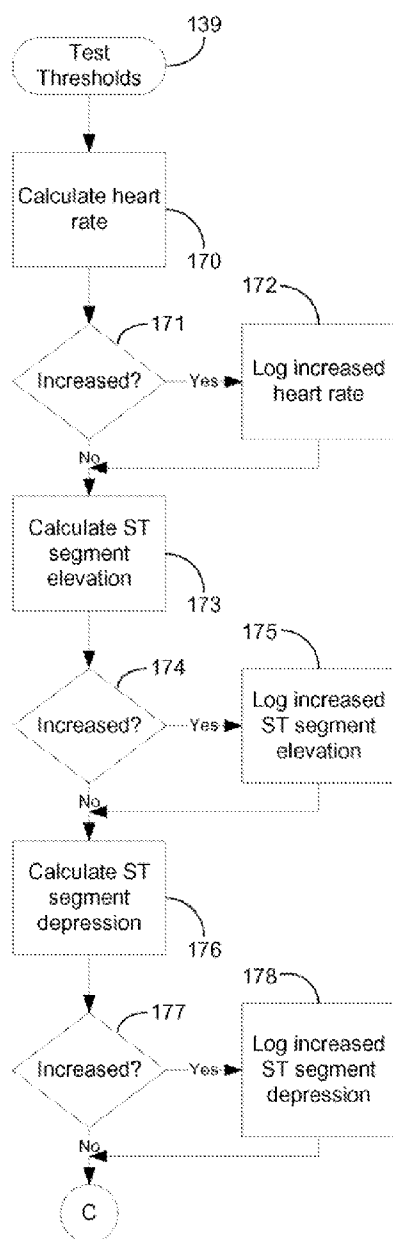 139
Test
Thresholds
Calculate heart
rate
170
171
172
Increased?
Yes
Log increased
heart rate
No
Calculate ST
segment
elevation
173
174
175
Increased?
Yes
Log increased
ST segment
elevation
No
Calculate ST
segment
depression
176
177
178
Increased?
Yes
Log increased
ST segment
depression
No
C